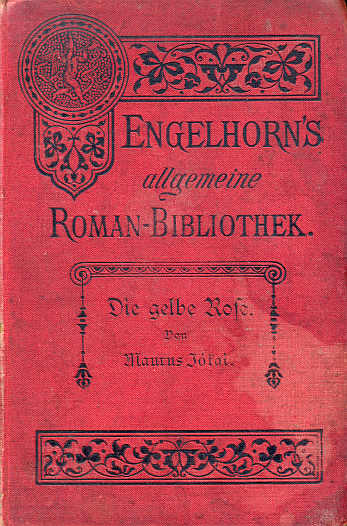 ENGELHORN'S
allgemeine
ROMAN-BIBLIOTHEK.
Die gelbe Rose.
Von
Maurus Jókai.